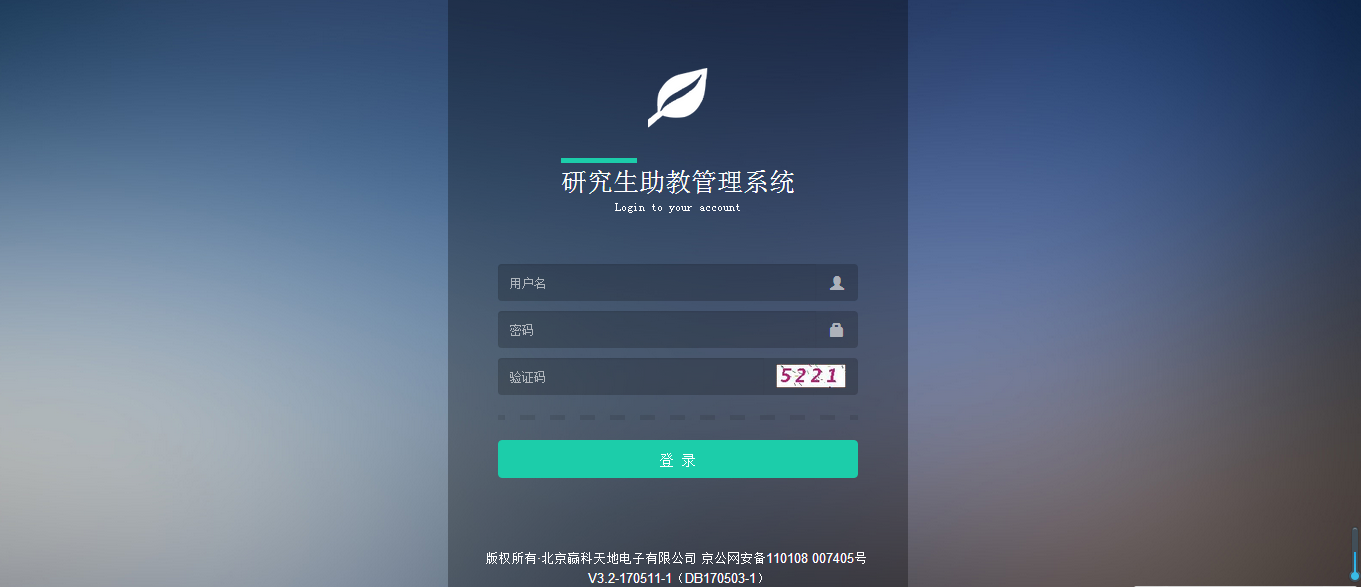 研究生助教管理系统
Login to your account
用户名
密码
验证码 5221
登 录
版权所有·北京赢科天地电子有限公司 京公网安备110108 007405号
V3.2-170511-1（DB170503-1）